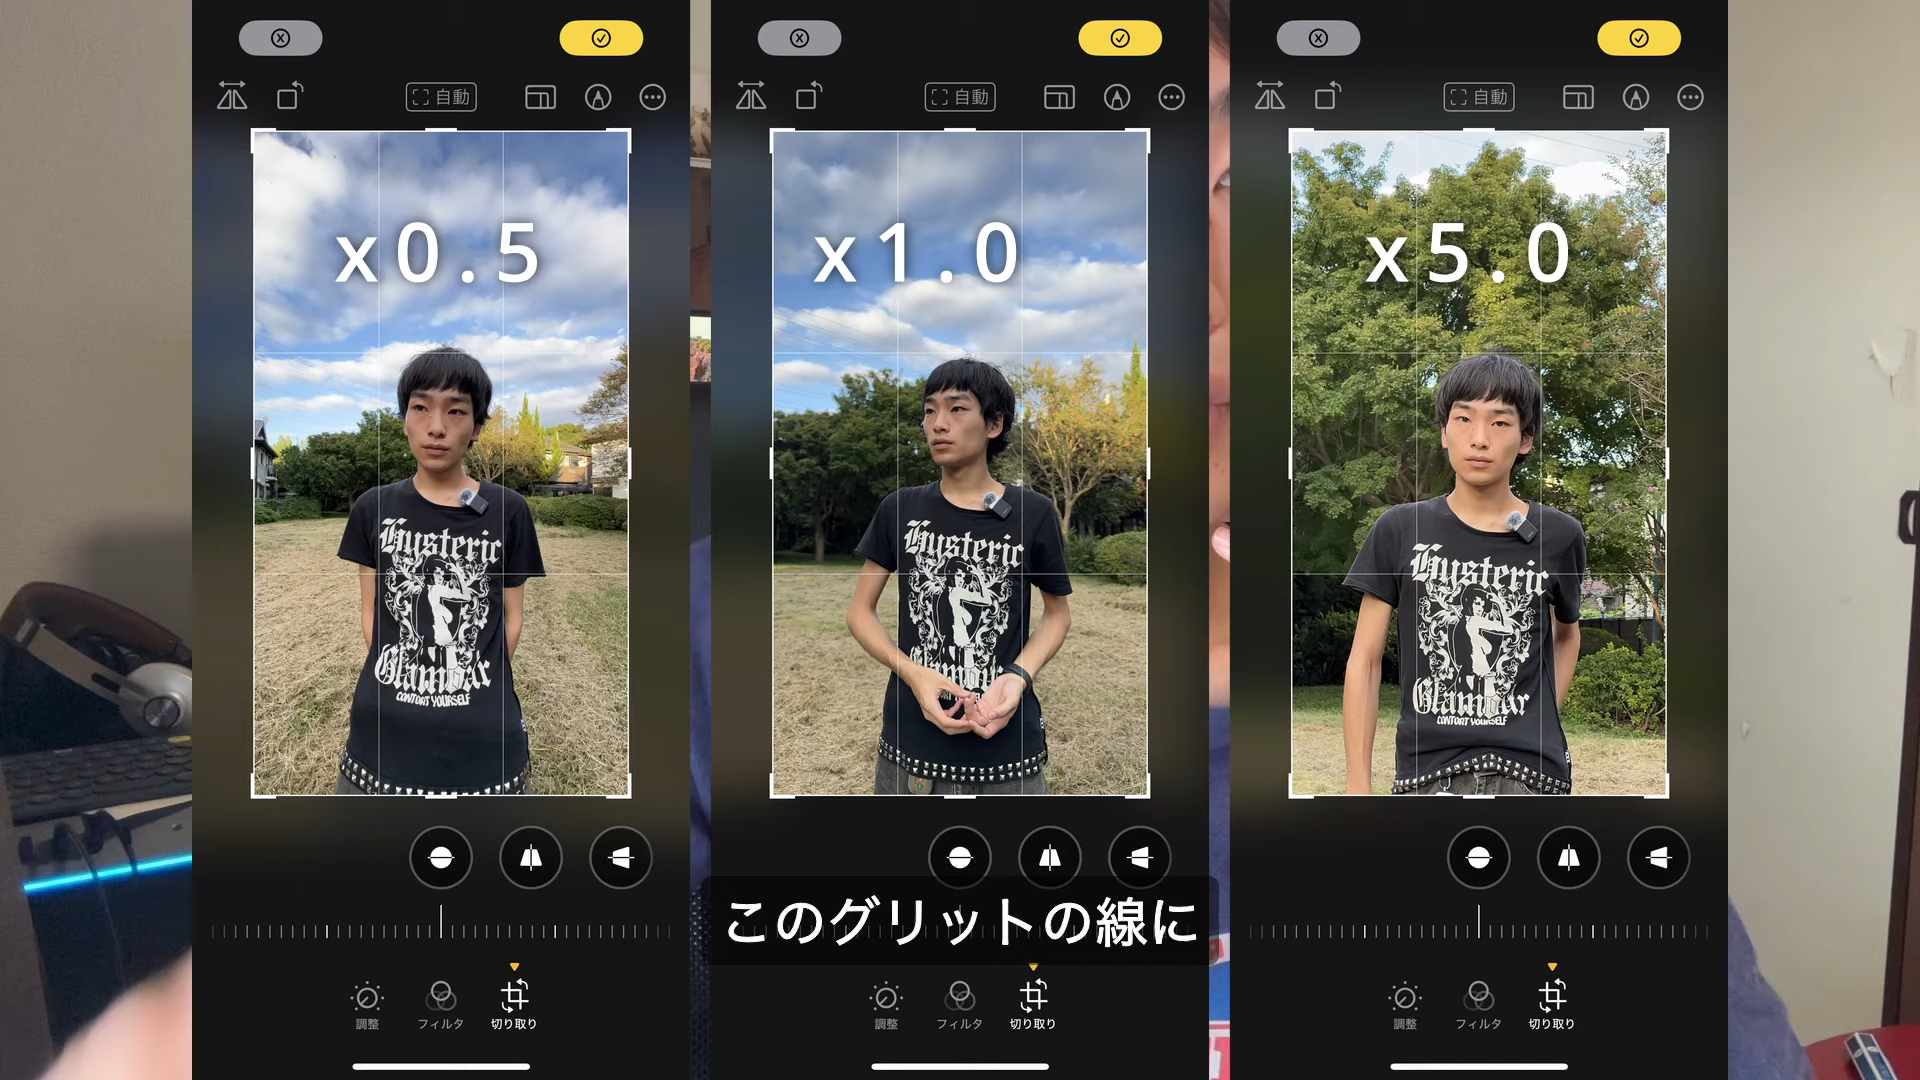 自動
x0.5
Hysteric
Glamour
CONTORT YOURSELF
調整
フィルタ
切り取り
自動
x1.0
Hysteric
Glamour
このグリットの線に
調整
フィルタ
切り取り
自動
x5.0
Hysteric
Glamour
CONTORT YOURSELF
調整
フィルタ
切り取り